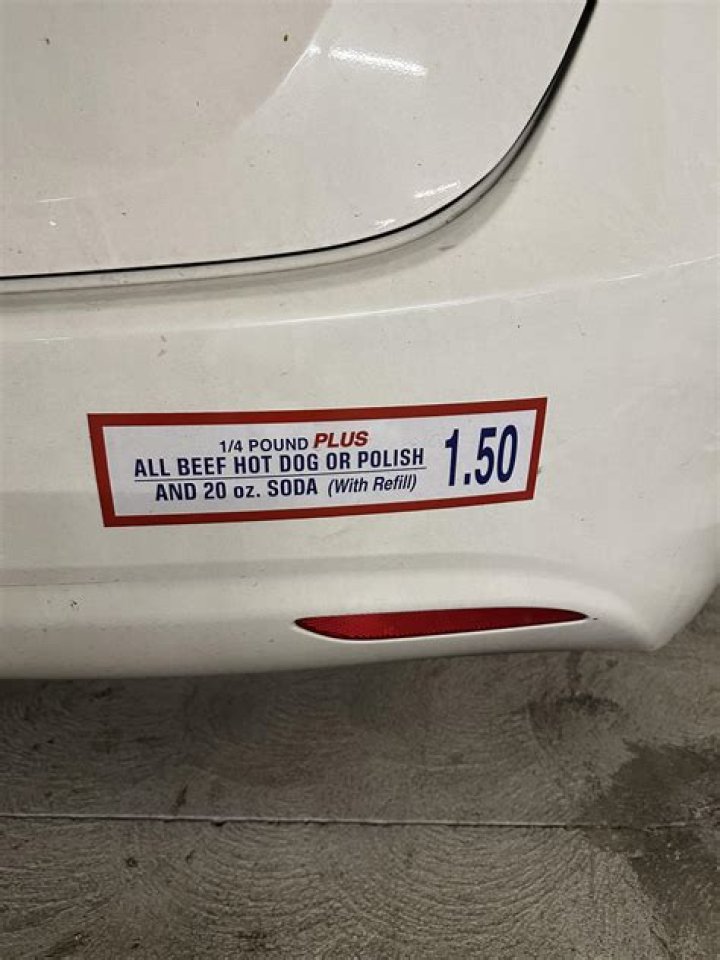 1/4 POUND PLUS
ALL BEEF HOT DOG OR POLISH
AND 20 oz. SODA (With Refill)
1.50